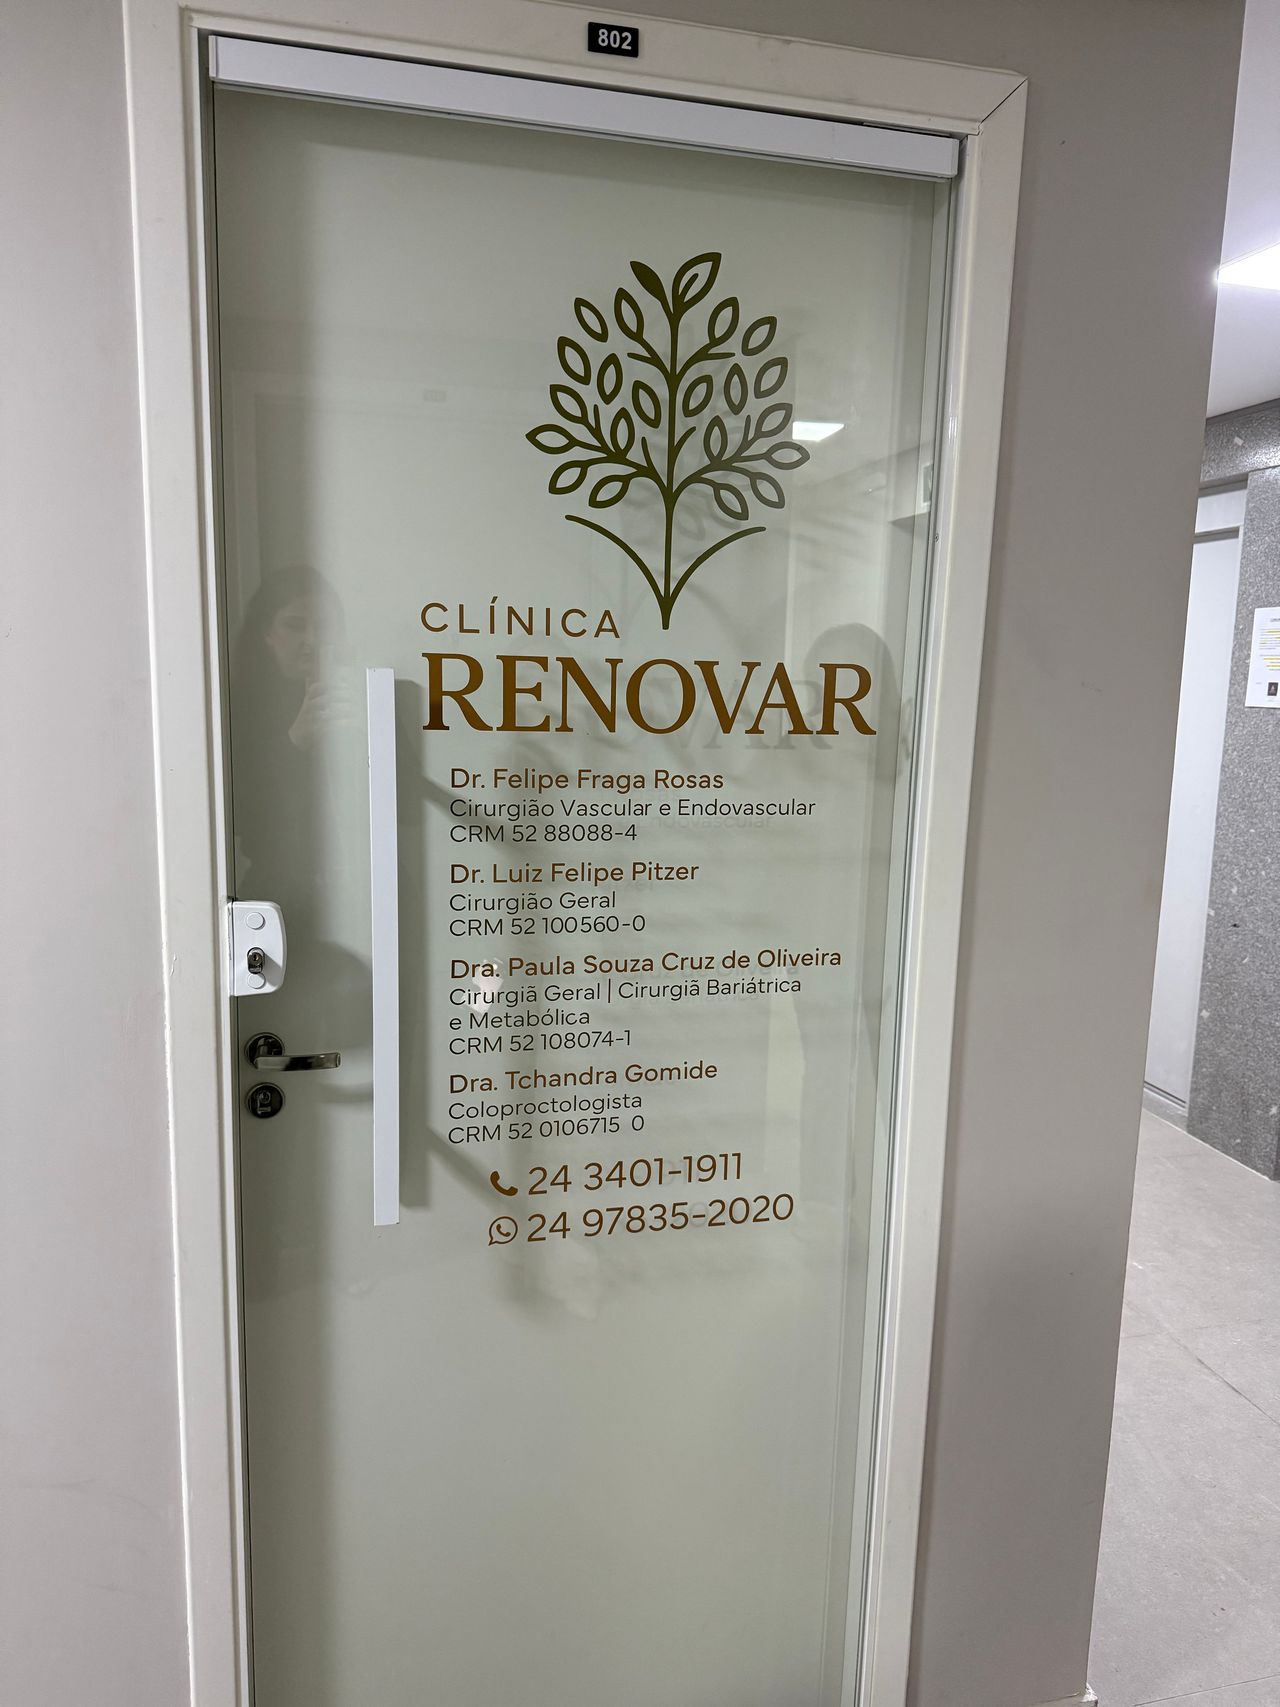 802
CLÍNICA
RENOVAR
Dr. Felipe Fraga Rosas
Cirurgião Vascular e Endovascular
CRM 52 88088-4
Dr. Luiz Felipe Pitzer
Cirurgião Geral
CRM 52 100560-0
Dra. Paula Souza Cruz de Oliveira
Cirurgiã Geral | Cirurgiã Bariátrica
e Metabólica
CRM 52 108074-1
Dra. Tchandra Gomide
Coloproctologista
CRM 52 0106715 0
24 3401-1911
24 97835-2020